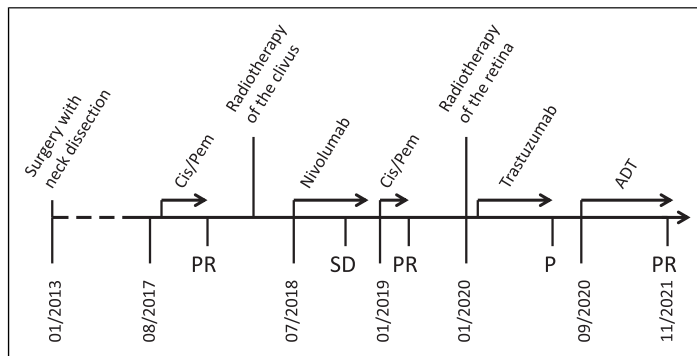 Surgery with
neck dissection
Cis/Pem
Radiotherapy
of the clivus
Nivolumab
Cis/Pem
Radiotherapy
of the retina
Trastuzumab
ADT
PR
SD
PR
P
PR
01/2013
08/2017
07/2018
01/2019
01/2020
09/2020
11/2021